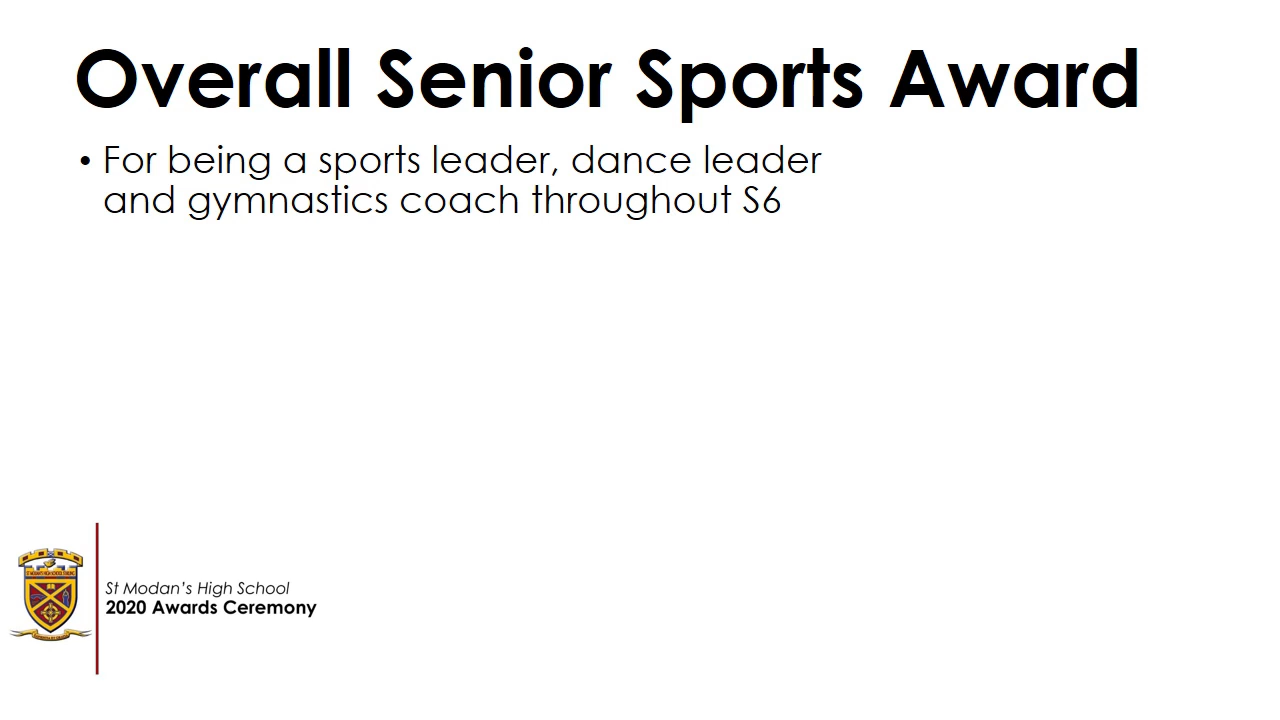 Overall Senior Sports Award
• For being a sports leader, dance leader
and gymnastics coach throughout S6
St Modan's High School
2020 Awards Ceremony